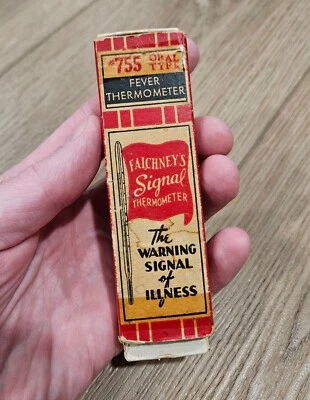 #755 ORAL TYPE
FEVER
THERMOMETER
FAICHNEY'S
Signal
THERMOMETER
The
WARNING
SIGNAL
of
ILLNESS